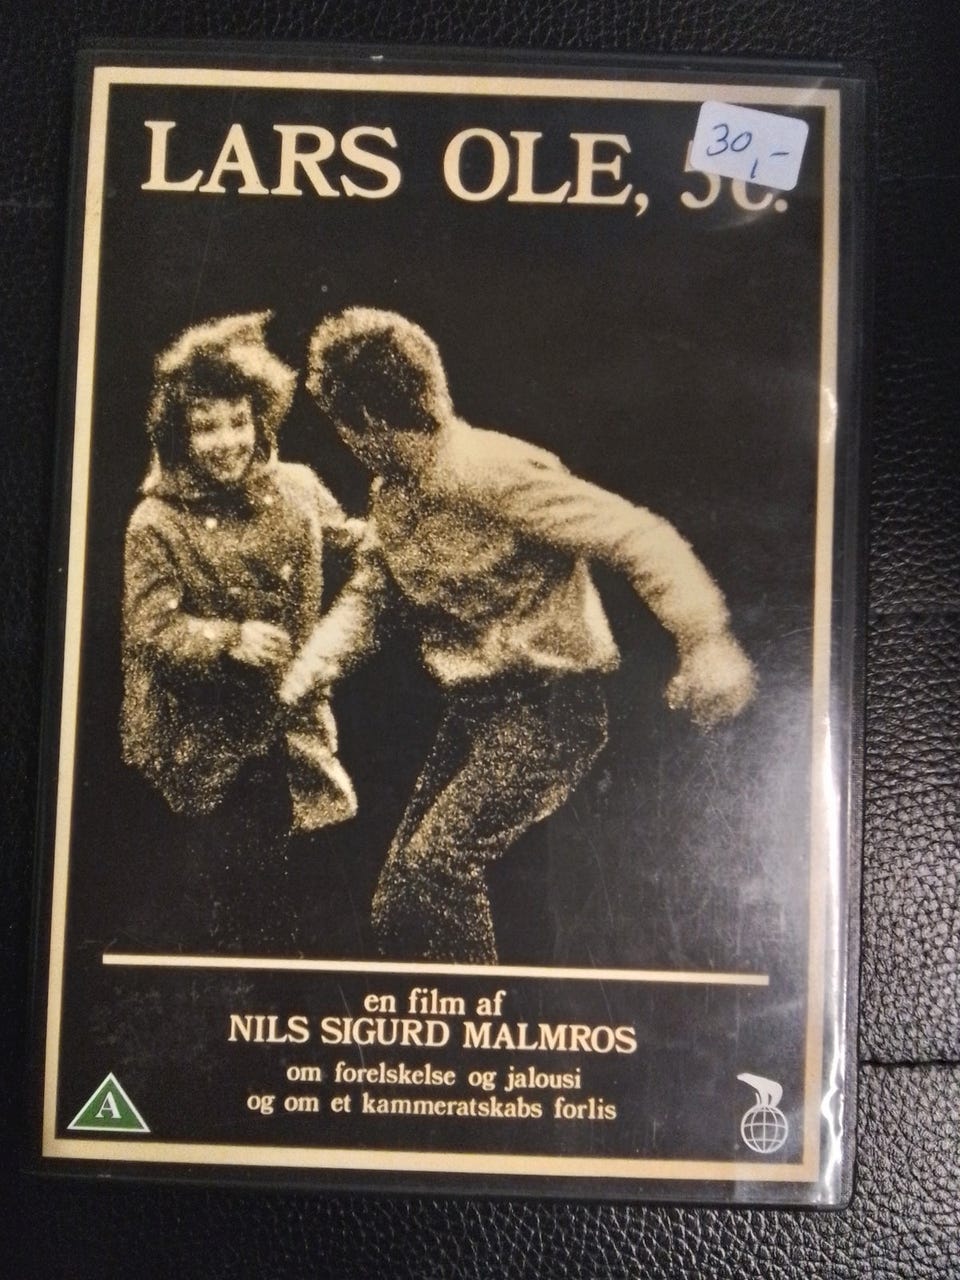 LARS OLE, 5c.
30,-
en film af
NILS SIGURD MALMROS
om forelskelse og jalousi
og om et kammeratskabs forlis
A